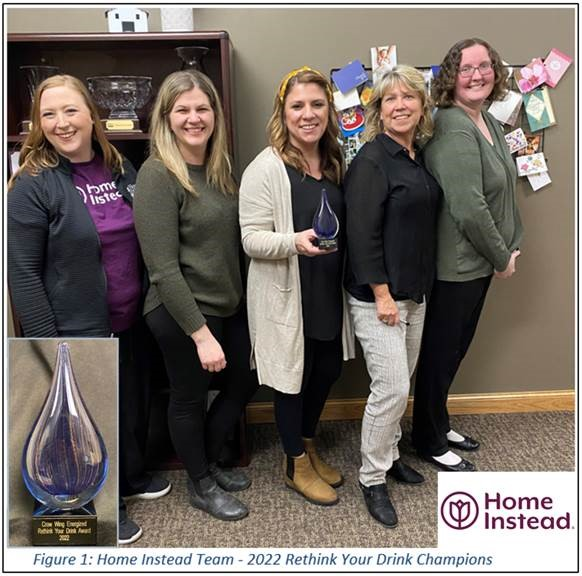 Home
Instead
Crow Wing Energized
Rethink Your Drink Award
2022
Home
Instead
Figure 1: Home Instead Team - 2022 Rethink Your Drink Champions